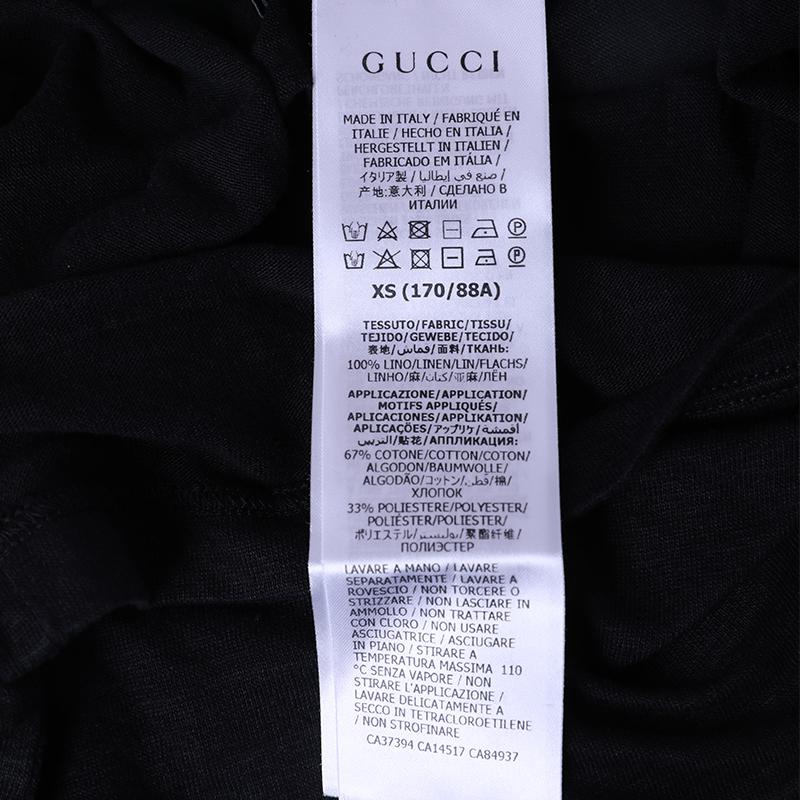 GUCCI
MADE IN ITALY / FABRIQUÉ EN
ITALIE / HECHO EN ITALIA /
HERGESTELLT IN ITALIEN /
FABRICADO EM ITÁLIA /
イタリア製 / صنع في إيطاليا /
产地:意大利 / СДЕЛАНО В
ИТАЛИИ
XS (170/88A)
TESSUTO/FABRIC/TISSU/
TEJIDO/GEWEBE/TECIDO/
表地/قماش/面料/ТКАНЬ:
100% LINO/LINEN/LIN/FLACHS/
LINHO/麻/كتان/亚麻/ЛЁН
APPLICAZIONE/APPLICATION/
MOTIFS APPLIQUÉS/
APLICACIONES/APPLIKATION/
APLICAÇÕES/アップリケ/أقمشة
التزيين/贴花/АППЛИКАЦИЯ:
67% COTONE/COTTON/COTON/
ALGODON/BAUMWOLLE/
ALGODÃO/コットン/قطن/棉/
ХЛОПОК
33% POLIESTERE/POLYESTER/
POLIÉSTER/POLIESTER/
ポリエステル/بوليستر/聚酯纤维/
ПОЛИЭСТЕР
LAVARE A MANO / LAVARE
SEPARATAMENTE / LAVARE A
ROVESCIO / NON TORCERE O
STRIZZARE / NON LASCIARE IN
AMMOLLO / NON TRATTARE
CON CLORO / NON USARE
ASCIUGATRICE / ASCIUGARE
IN PIANO / STIRARE A
TEMPERATURA MASSIMA 110
°C SENZA VAPORE / NON
STIRARE L'APPLICAZIONE /
LAVARE DELICATAMENTE A
SECCO IN TETRACLOROETILENE
/ NON STROFINARE
CA37394 CA14517 CA84937